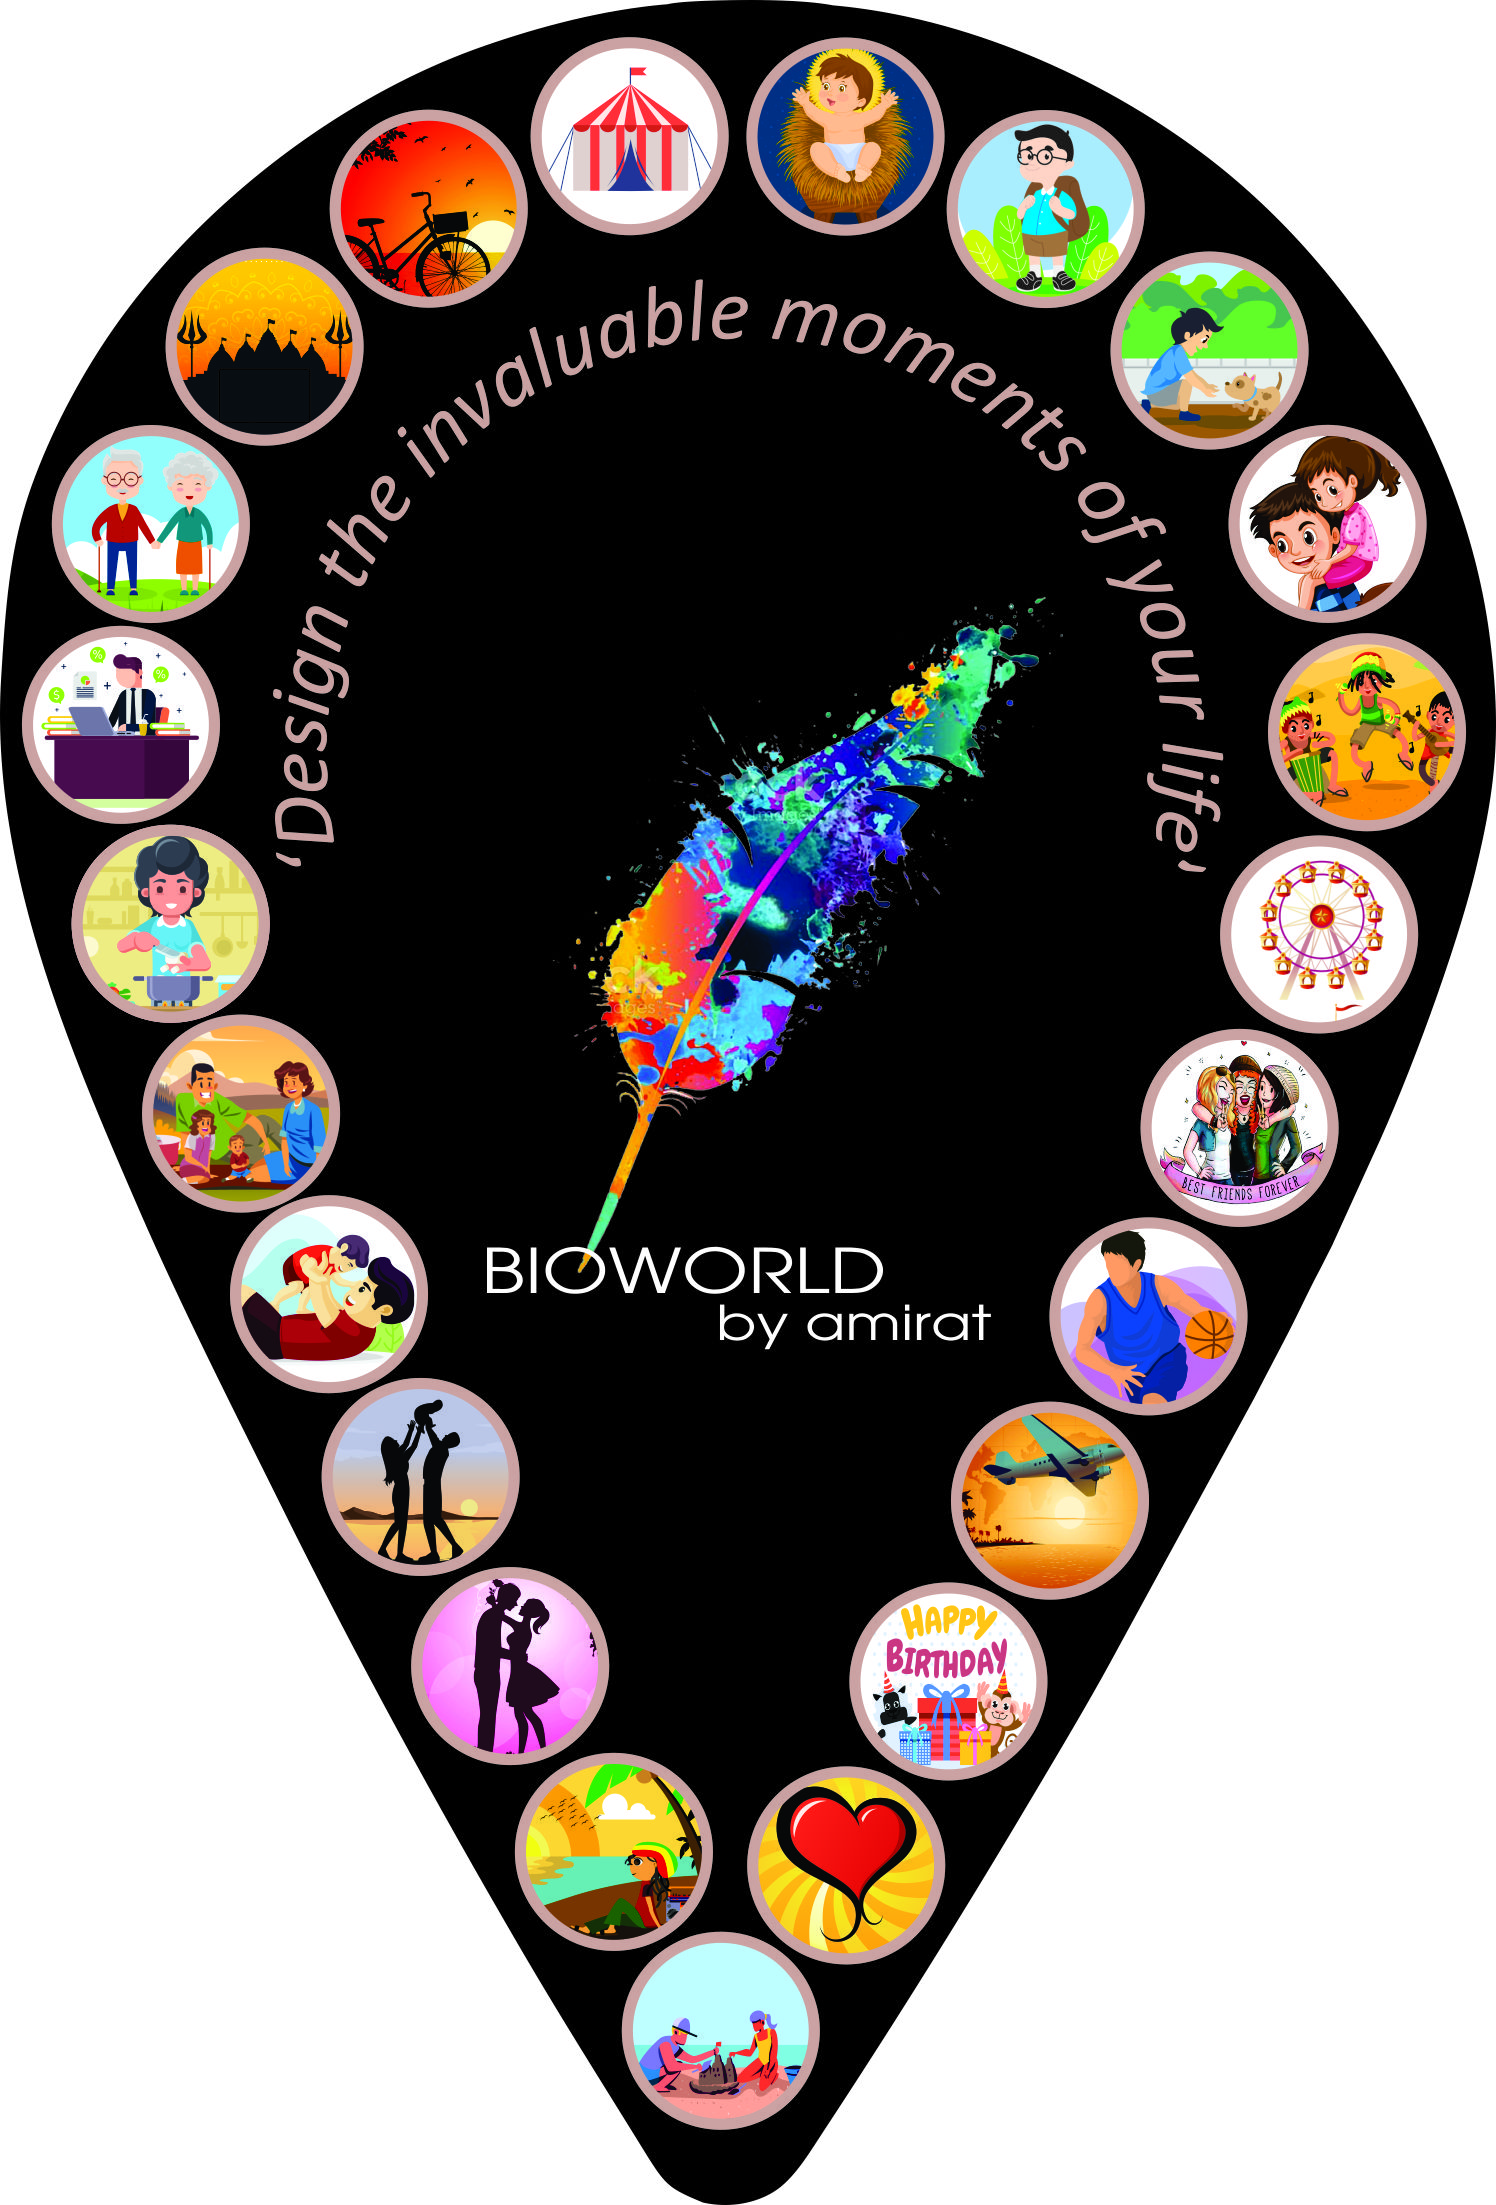 'Design the invaluable moments of your life'
BIOWORLD
by amirat
BEST FRIENDS FOREVER
HAPPY
BIRTHDAY